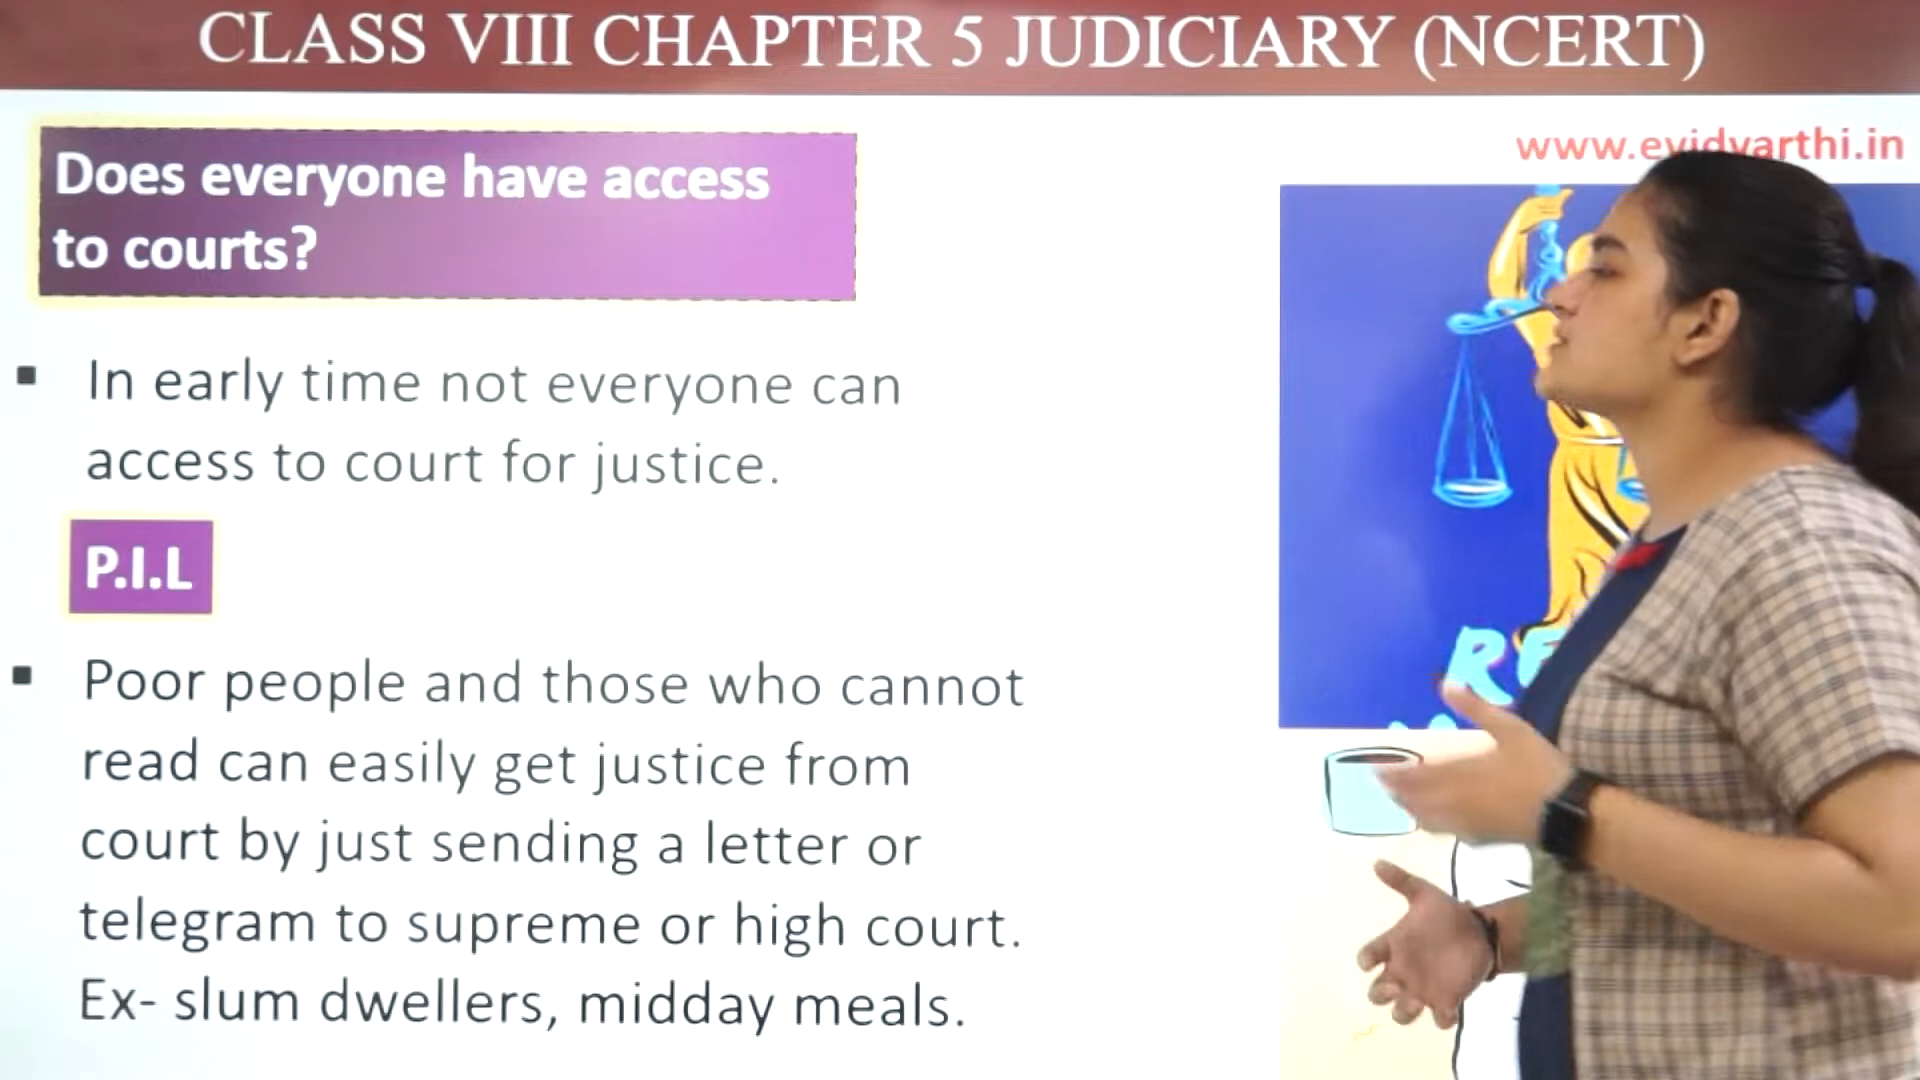 CLASS VIII CHAPTER 5 JUDICIARY (NCERT)
www.evidyarthi.in
Does everyone have access
to courts?
▪ In early time not everyone can
access to court for justice.
P.I.L
▪ Poor people and those who cannot
read can easily get justice from
court by just sending a letter or
telegram to supreme or high court.
Ex- slum dwellers, midday meals.